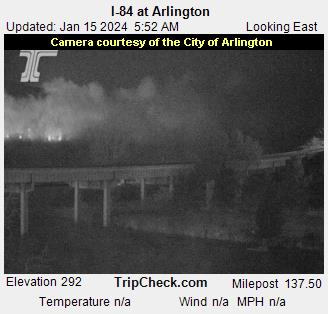 I-84 at Arlington
Updated: Jan 15 2024 5:52 AM Looking East
Camera courtesy of the City of Arlington
Elevation 292 TripCheck.com Milepost 137.50
Temperature n/a Wind n/a MPH n/a